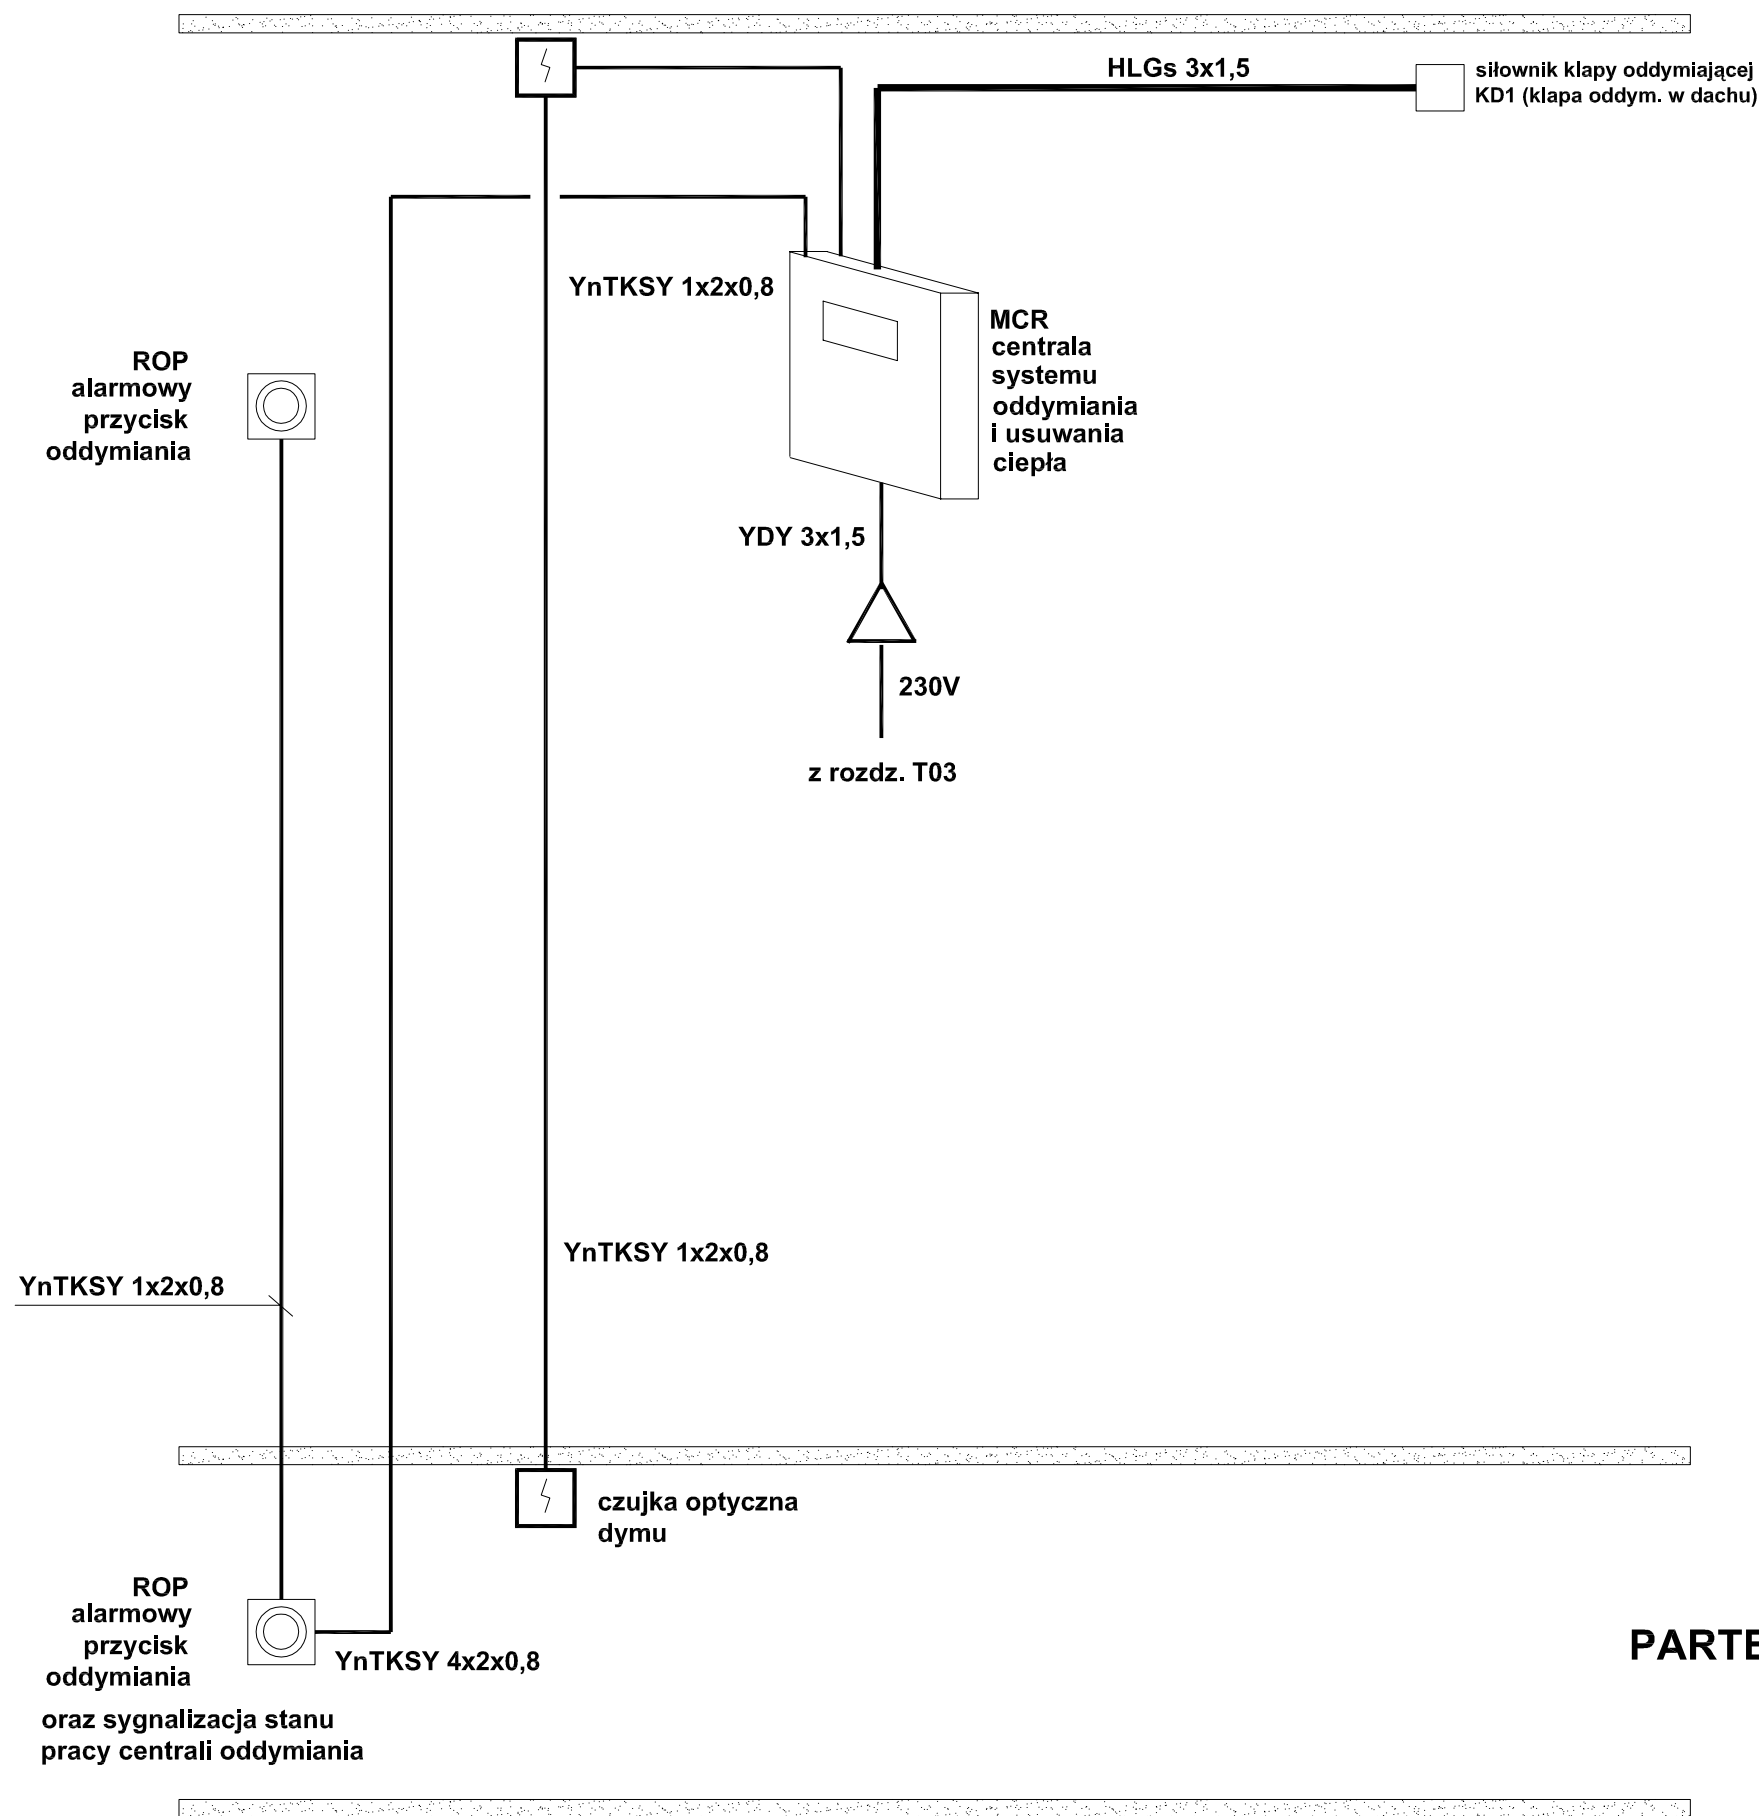 HLGs 3x1,5
siłownik klapy oddymiającej
KD1 (klapa oddym. w dachu)
YnTKSY 1x2x0,8
MCR
centrala
systemu
oddymiania
i usuwania
ciepła
ROP
alarmowy
przycisk
oddymiania
YDY 3x1,5
230V
z rozdz. T03
YnTKSY 1x2x0,8
YnTKSY 1x2x0,8
czujka optyczna
dymu
ROP
alarmowy
przycisk
oddymiania
YnTKSY 4x2x0,8
PARTE
oraz sygnalizacja stanu
pracy centrali oddymiania